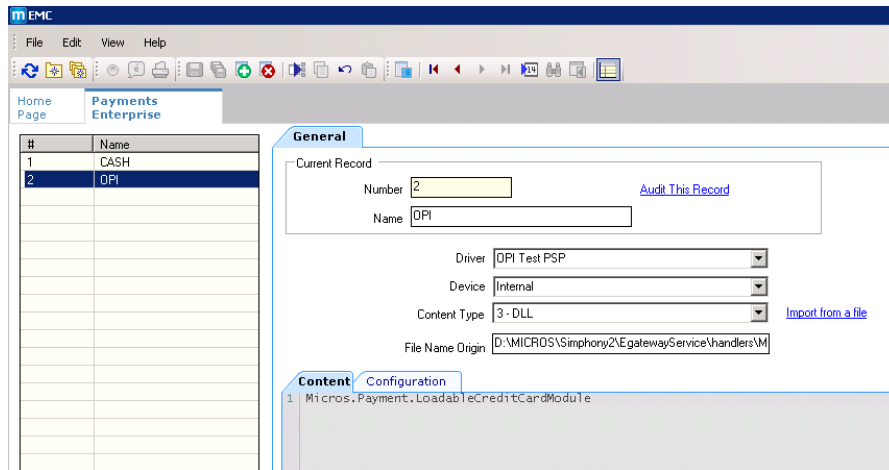 m EMC
File Edit View Help
14
Home Page
Payments Enterprise
# Name
1 CASH
2 OPI
General
Current Record
Number 2 Audit This Record
Name OPI
Driver OPI Test PSP
Device Internal
Content Type 3 - DLL Import from a file
File Name Origin D:\MICROS\Simphony2\EgatewayService\handlers\M
Content Configuration
1 Micros.Payment.LoadableCreditCardModule